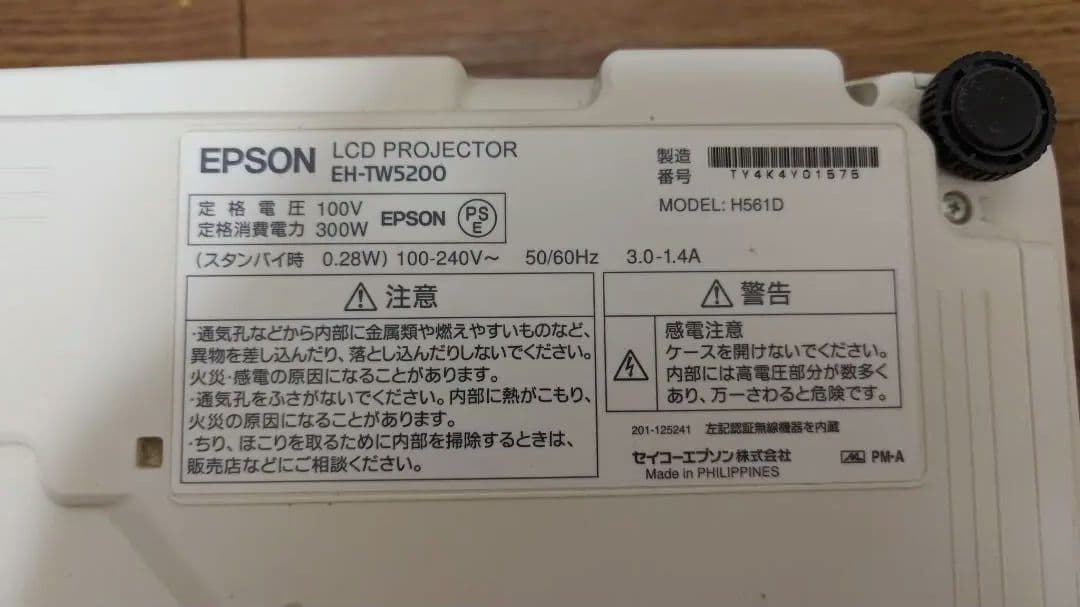 EPSON LCD PROJECTOR
EH-TW5200
製造番号 TY4K4Y01575
MODEL: H561D
定格電圧 100V
定格消費電力 300W
EPSON
PSE
(スタンバイ時 0.28W) 100-240V～ 50/60Hz 3.0-1.4A
注意
・通気孔などから内部に金属類や燃えやすいものなど、
異物を差し込んだり、落とし込んだりしないでください。
火災・感電の原因になることがあります。
・通気孔をふさがないでください。内部に熱がこもり、
火災の原因になることがあります。
・ちり、ほこりを取るために内部を掃除するときは、
販売店などにご相談ください。
警告
感電注意
ケースを開けないでください。
内部には高電圧部分が数多く
あり、万一さわると危険です。
201-125241 左記認証無線機器を内蔵
セイコーエプソン株式会社
Made in PHILIPPINES
PM-A